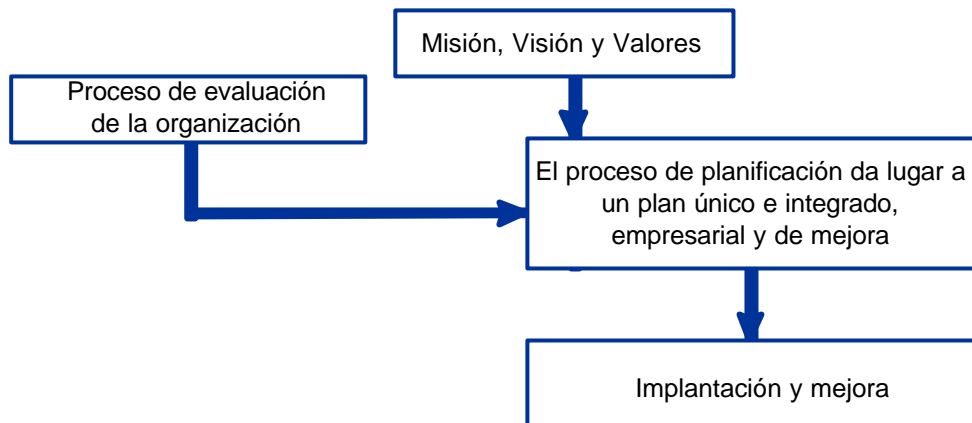 Misión, Visión y Valores
Proceso de evaluación
de la organización
El proceso de planificación da lugar a
un plan único e integrado,
empresarial y de mejora
Implantación y mejora